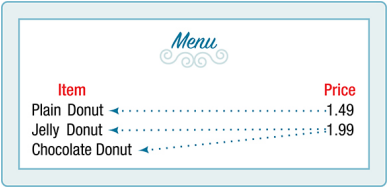 Menu
Item Price
Plain Donut 1.49
Jelly Donut 1.99
Chocolate Donut